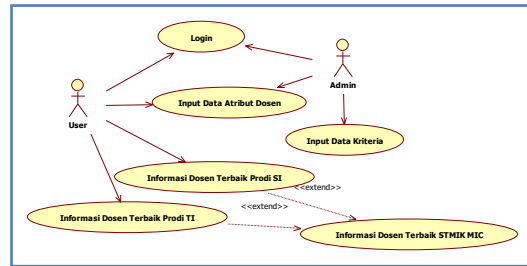 Login
Admin
Input Data Atribut Dosen
User
Input Data Kriteria
Informasi Dosen Terbaik Prodi SI
<<extend>>
<<extend>>
Informasi Dosen Terbaik Prodi TI
Informasi Dosen Terbaik STMIK MIC